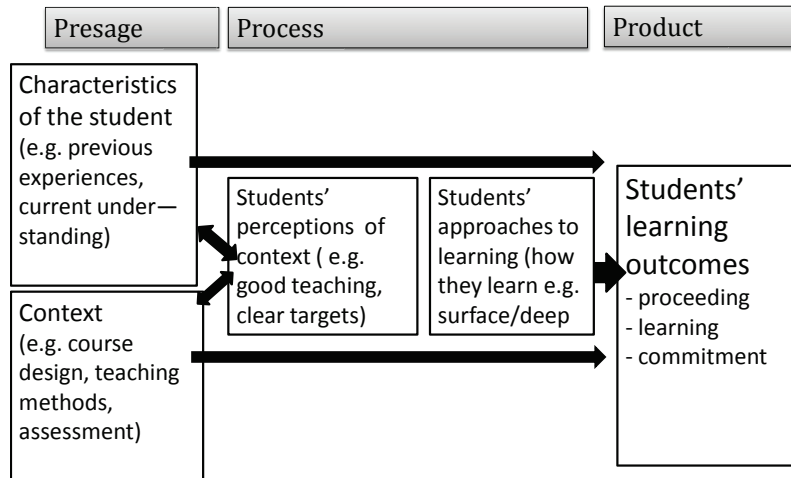 Presage
Process
Product
Characteristics
of the student
(e.g. previous
experiences,
current under—
standing)
Context
(e.g. course
design, teaching
methods,
assessment)
Students’
perceptions of
context ( e.g.
good teaching,
clear targets)
Students’
approaches to
learning (how
they learn e.g.
surface/deep
Students’
learning
outcomes
- proceeding
- learning
- commitment